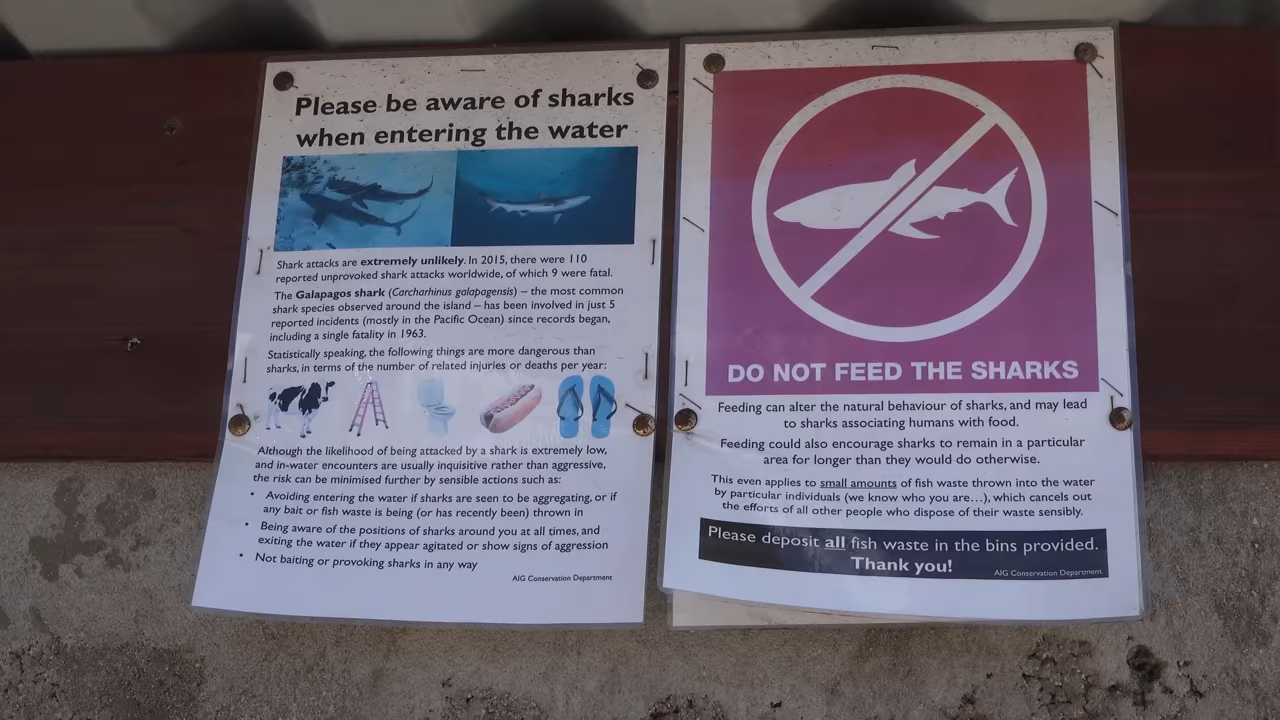 Please be aware of sharks
when entering the water
Shark attacks are extremely unlikely. In 2015, there were 110
reported unprovoked shark attacks worldwide, of which 9 were fatal.
The Galapagos shark (Carcharhinus galapagensis) – the most common
shark species observed around the island – has been involved in just 5
reported incidents (mostly in the Pacific Ocean) since records began,
including a single fatality in 1963.
Statistically speaking, the following things are more dangerous than
sharks, in terms of the number of related injuries or deaths per year:
Although the likelihood of being attacked by a shark is extremely low,
and in-water encounters are usually inquisitive rather than aggressive,
the risk can be minimised further by sensible actions such as:
• Avoiding entering the water if sharks are seen to be aggregating, or if
any bait or fish waste is being (or has recently been) thrown in
• Being aware of the positions of sharks around you at all times, and
exiting the water if they appear agitated or show signs of aggression
• Not baiting or provoking sharks in any way
AIG Conservation Department
DO NOT FEED THE SHARKS
Feeding can alter the natural behaviour of sharks, and may lead
to sharks associating humans with food.
Feeding could also encourage sharks to remain in a particular
area for longer than they would do otherwise.
This even applies to small amounts of fish waste thrown into the water
by particular individuals (we know who you are…), which cancels out
the efforts of all other people who dispose of their waste sensibly.
Please deposit all fish waste in the bins provided.
Thank you!
AIG Conservation Department